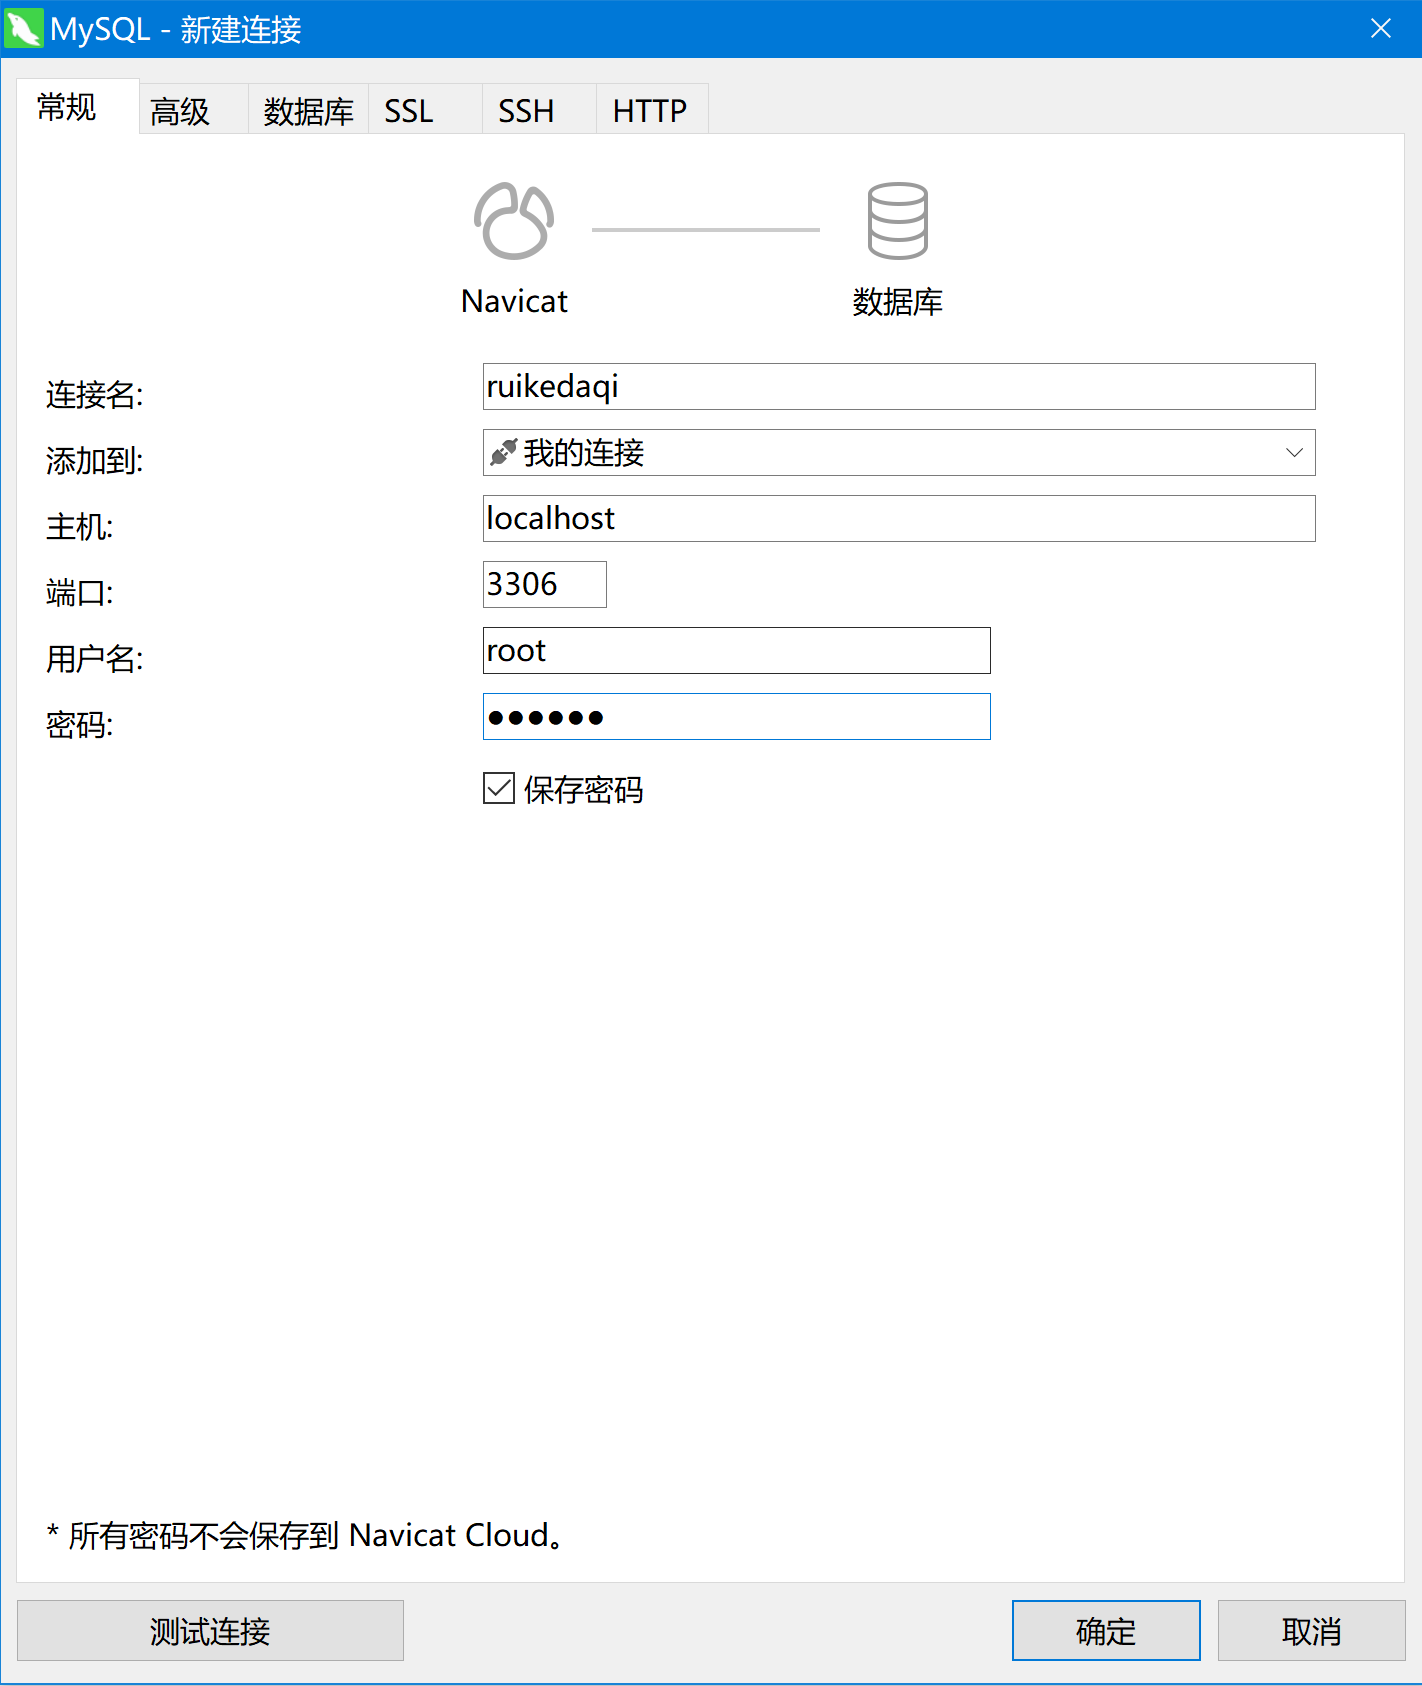 MySQL - 新建连接
常规 高级 数据库 SSL SSH HTTP
Navicat 数据库
连接名: ruikedaqi
添加到: 我的连接
主机: localhost
端口: 3306
用户名: root
密码: ●●●●●●
保存密码
* 所有密码不会保存到 Navicat Cloud。
测试连接 确定 取消